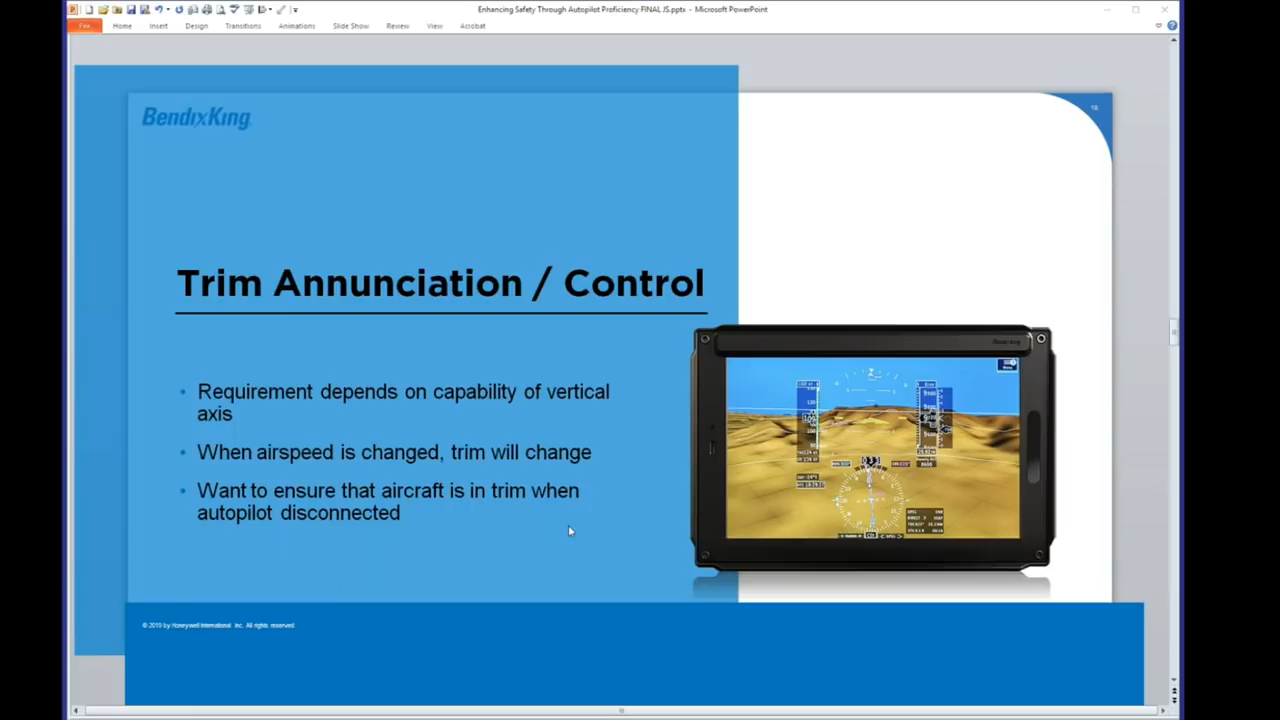 Enhancing Safety Through Autopilot Proficiency FINAL JS.pptx - Microsoft PowerPoint
File Home Insert Design Transitions Animations Slide Show Review View Acrobat
BendixKing
18
Trim Annunciation / Control
• Requirement depends on capability of vertical
axis
• When airspeed is changed, trim will change
• Want to ensure that aircraft is in trim when
autopilot disconnected
BendixKing
© 2019 by Honeywell International Inc. All rights reserved